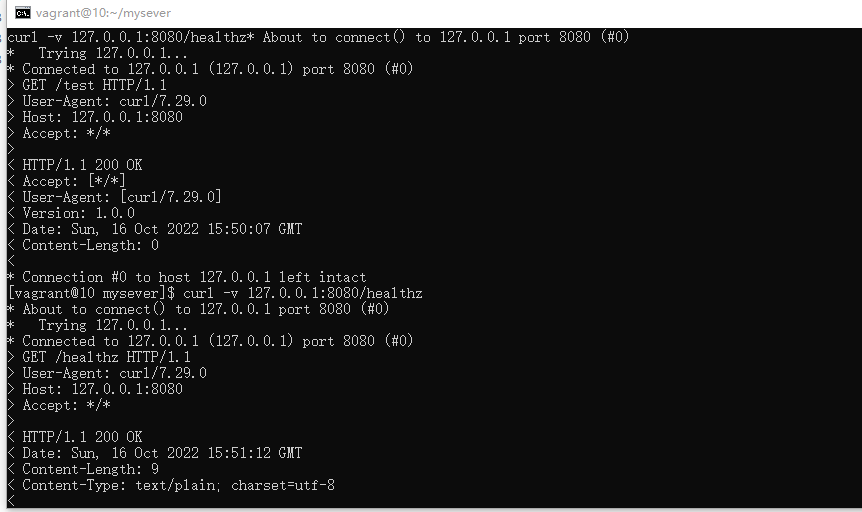 vagrant@10:~/mysever
curl -v 127.0.0.1:8080/healthz* About to connect() to 127.0.0.1 port 8080 (#0)
*   Trying 127.0.0.1...
* Connected to 127.0.0.1 (127.0.0.1) port 8080 (#0)
> GET /test HTTP/1.1
> User-Agent: curl/7.29.0
> Host: 127.0.0.1:8080
> Accept: */*
>
< HTTP/1.1 200 OK
< Accept: [*/*]
< User-Agent: [curl/7.29.0]
< Version: 1.0.0
< Date: Sun, 16 Oct 2022 15:50:07 GMT
< Content-Length: 0
<
* Connection #0 to host 127.0.0.1 left intact
[vagrant@10 mysever]$ curl -v 127.0.0.1:8080/healthz
* About to connect() to 127.0.0.1 port 8080 (#0)
*   Trying 127.0.0.1...
* Connected to 127.0.0.1 (127.0.0.1) port 8080 (#0)
> GET /healthz HTTP/1.1
> User-Agent: curl/7.29.0
> Host: 127.0.0.1:8080
> Accept: */*
>
< HTTP/1.1 200 OK
< Date: Sun, 16 Oct 2022 15:51:12 GMT
< Content-Length: 9
< Content-Type: text/plain; charset=utf-8
<